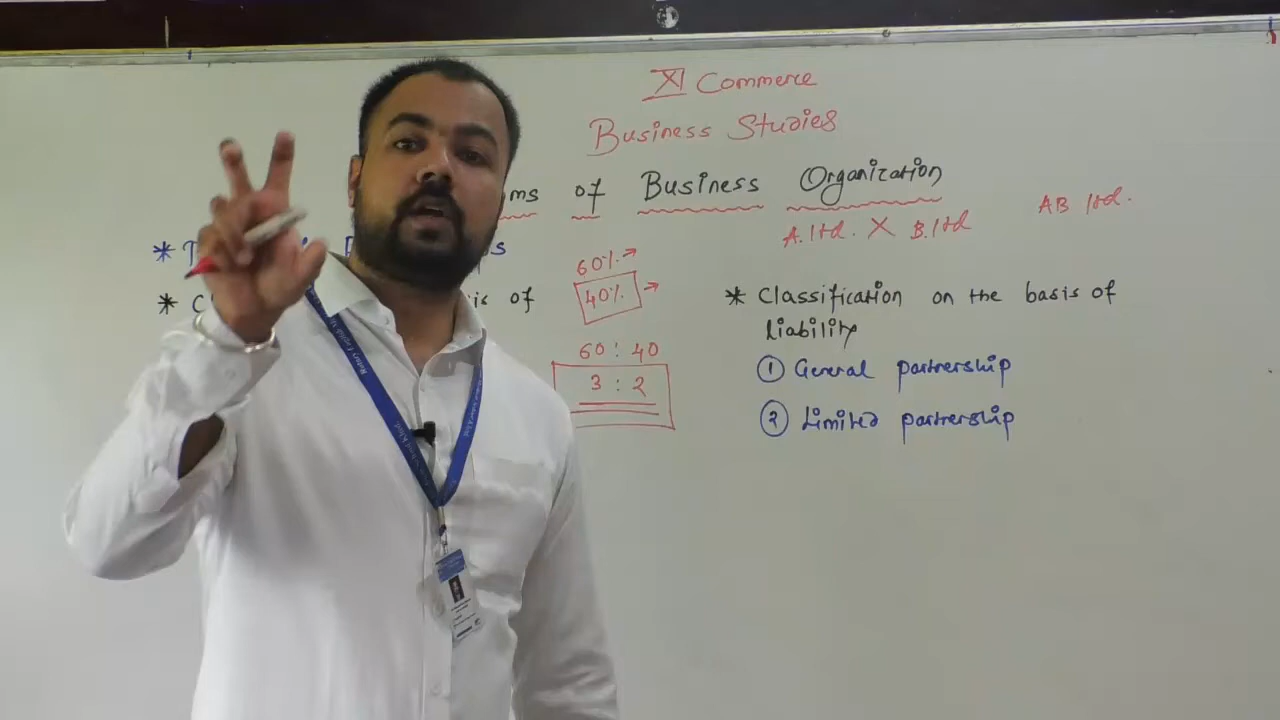 XI Commerce
Business Studies
ms of Business Organization
A. ltd. X B. ltd
AB ltd.
60%. →
40%. →
is of
60 : 40
3 : 2
* Classification on the basis of
Liability
1 General partnership
2 Limited partnership